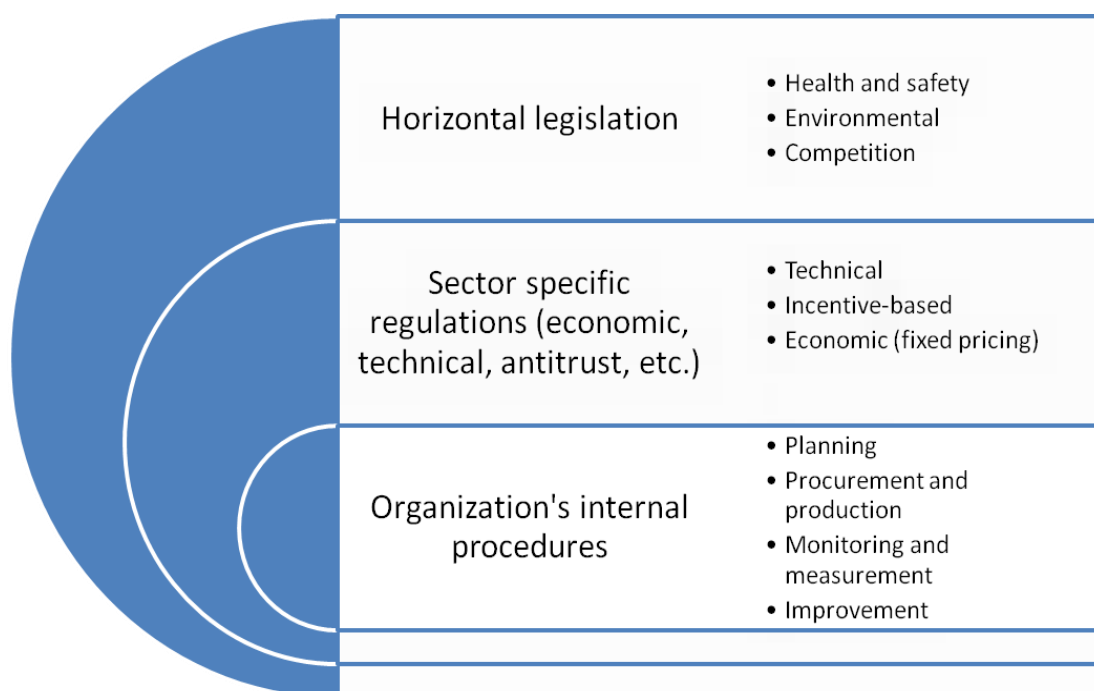 Horizontal legislation
• Health and safety
• Environmental
• Competition
Sector specific
regulations (economic,
technical, antitrust, etc.)
• Technical
• Incentive-based
• Economic (fixed pricing)
Organization's internal
procedures
• Planning
• Procurement and
production
• Monitoring and
measurement
• Improvement